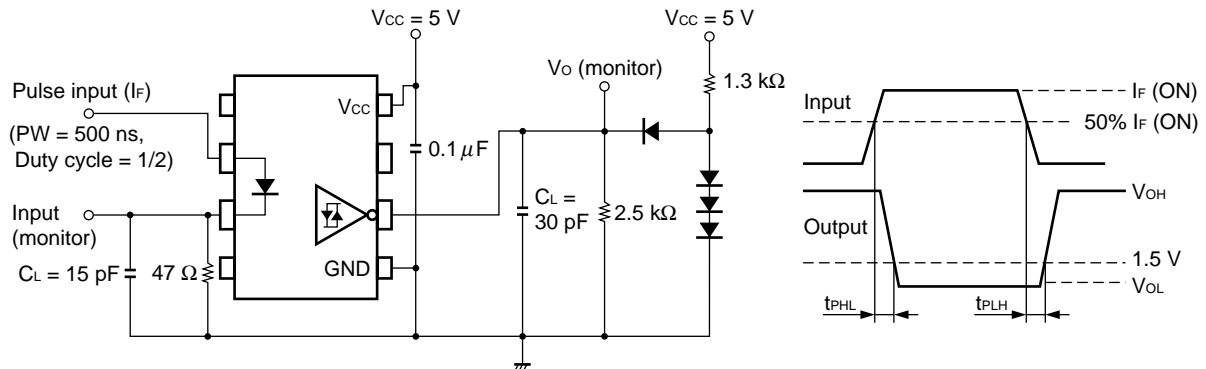 VCC = 5 V
VCC = 5 V
Pulse input (IF)
(PW = 500 ns,
Duty cycle = 1/2)
VO (monitor)
1.3 kΩ
VCC
0.1 μF
Input
(monitor)
CL = 15 pF
47 Ω
GND
CL =
30 pF
2.5 kΩ
Input
IF (ON)
50% IF (ON)
VOH
Output
1.5 V
VOL
tPHL
tPLH